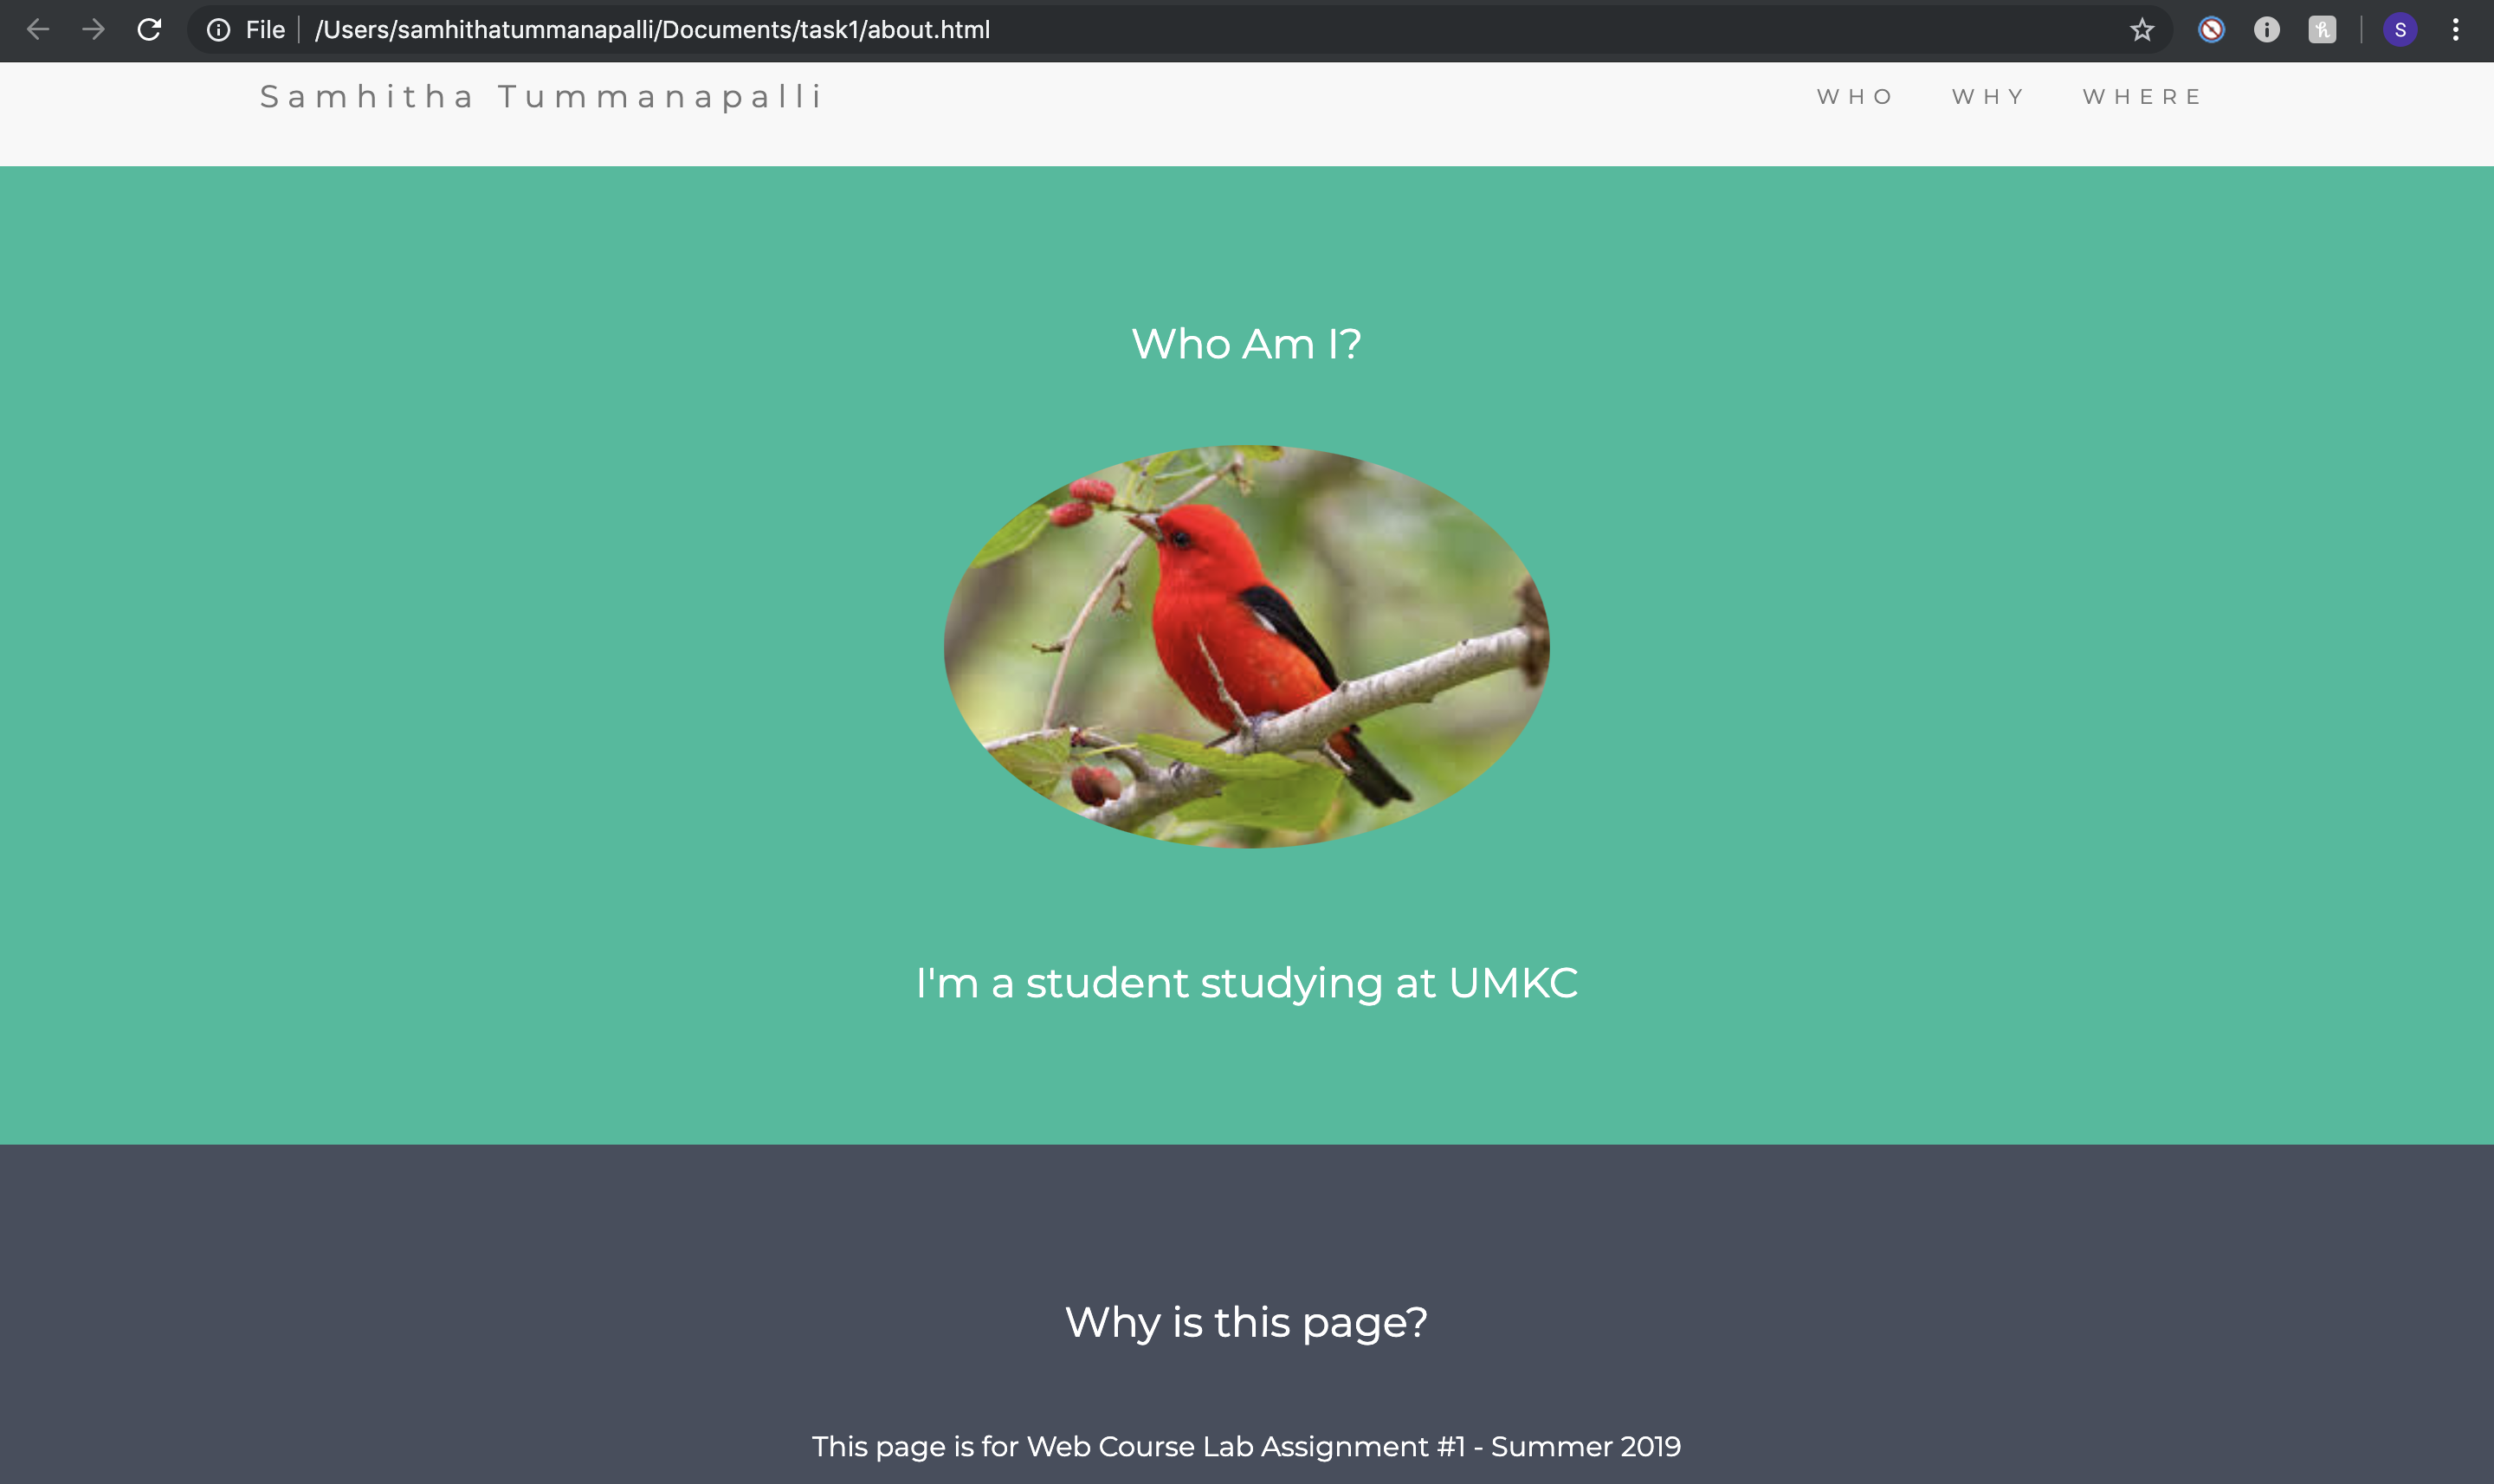 File /Users/samhithatummanapalli/Documents/task1/about.html S
Samhitha Tummanapalli WHO WHY WHERE
Who Am I?
I'm a student studying at UMKC
Why is this page?
This page is for Web Course Lab Assignment #1 - Summer 2019